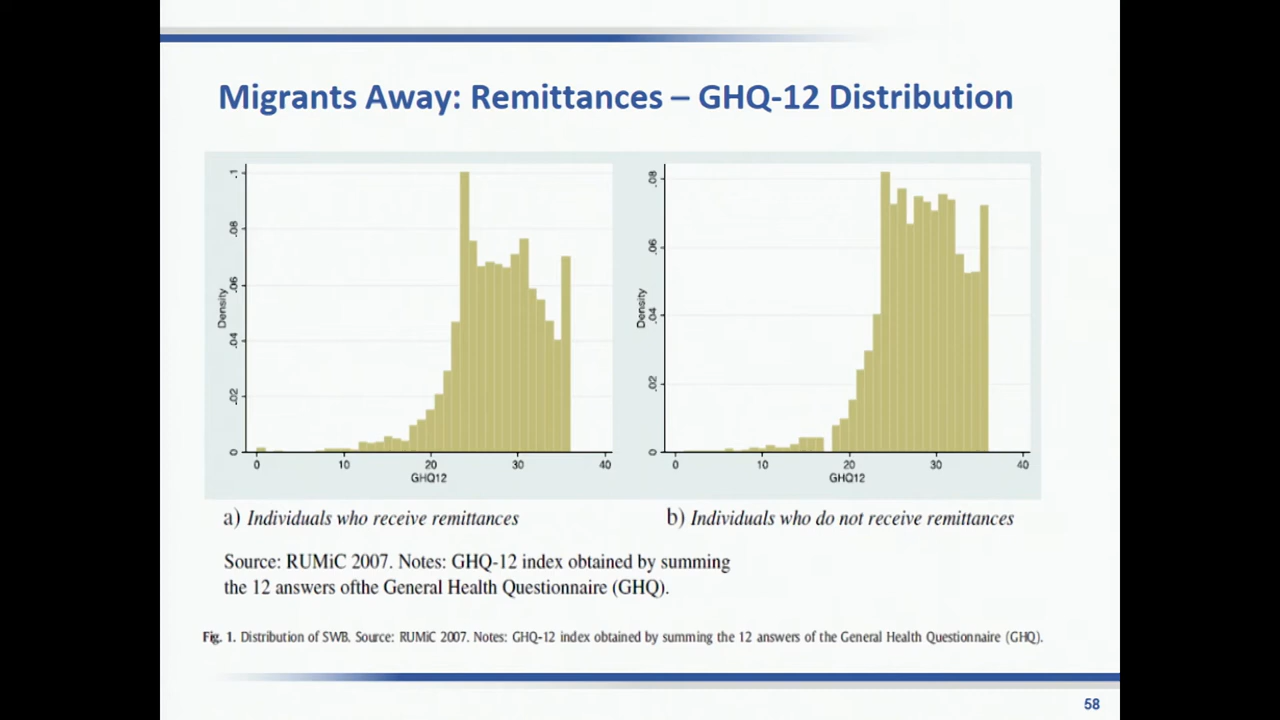 Migrants Away: Remittances – GHQ-12 Distribution
.1
.08
.06
.04
.02
0
Density
0 10 20 30 40
GHQ12
.08
.06
.04
.02
0
Density
0 10 20 30 40
GHQ12
a) Individuals who receive remittances
b) Individuals who do not receive remittances
Source: RUMiC 2007. Notes: GHQ-12 index obtained by summing
the 12 answers ofthe General Health Questionnaire (GHQ).
Fig. 1. Distribution of SWB. Source: RUMiC 2007. Notes: GHQ-12 index obtained by summing the 12 answers of the General Health Questionnaire (GHQ).
58